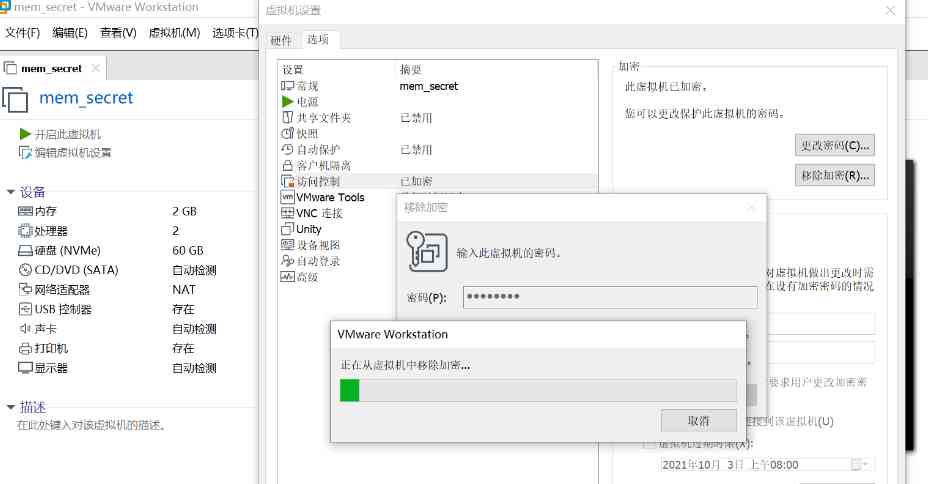 mem_secret - VMware Workstation
文件(F) 编辑(E) 查看(V) 虚拟机(M) 选项卡(T)
mem_secret
mem_secret
开启此虚拟机
编辑虚拟机设置
设备
内存 2 GB
处理器 2
硬盘 (NVMe) 60 GB
CD/DVD (SATA) 自动检测
网络适配器 NAT
USB 控制器 存在
声卡 自动检测
打印机 存在
显示器 自动检测
描述
在此处键入对该虚拟机的描述。
虚拟机设置
硬件 选项
设置 摘要
常规 mem_secret
电源
共享文件夹 已禁用
快照
自动保护 已禁用
客户机隔离
访问控制 已加密
VMware Tools
VNC 连接
Unity
设备视图
自动登录
高级
加密
此虚拟机已加密。
您可以更改保护此虚拟机的密码。
更改密码(C)...
移除加密(R)...
对虚拟机做出更改时需
在没有加密密码的情况
要求用户更改加密密
连接到该虚拟机(U)
虚拟机过期时限(X):
2021年10月 3日 上午08:00
移除加密
输入此虚拟机的密码。
密码(P): ●●●●●●●●
VMware Workstation
正在从虚拟机中移除加密...
取消